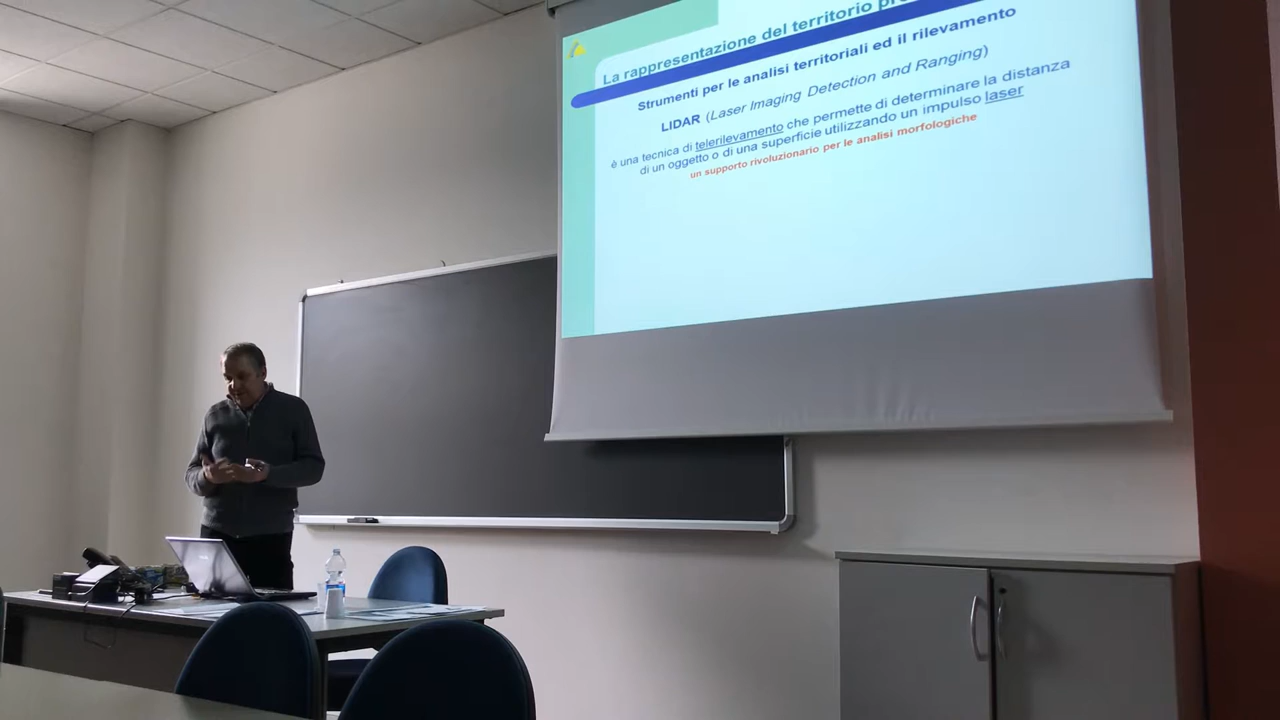 La rappresentazione del territorio
Strumenti per le analisi territoriali ed il rilevamento
LIDAR (Laser Imaging Detection and Ranging)
è una tecnica di telerilevamento che permette di determinare la distanza
di un oggetto o di una superficie utilizzando un impulso laser
un supporto rivoluzionario per le analisi morfologiche